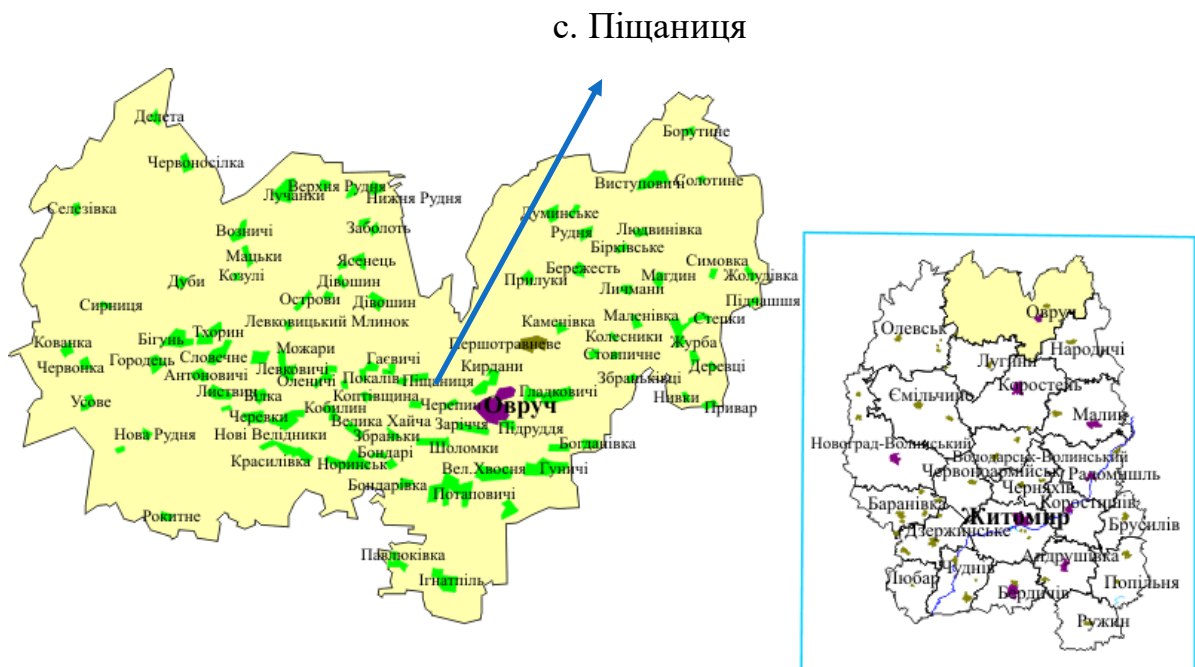 с. Піщаниця
Делета
Червоносілка
Селезівка
Верхня Рудня
Лучанки
Нижня Рудня
Возничі
Заболоть
Мацьки
Ясенець
Дуби
Козулі
Дівошин
Сирниця
Острови
Дівошин
Левковицький Млинок
Борутине
Виступовичі
Солотине
Думинське
Рудня
Людвинівка
Бірківське
Бережесть
Симовка
Прилуки
Магдин
Жолудівка
Личмани
Підчашшя
Маленівка
Степки
Каменівка
Колесники
Журба
Першотравневе
Стовпичне
Деревці
Кирдани
Збраньківці
Нивки
Привар
Кованка
Бігунь
Тхорин
Червонка
Городець
Словечне
Можари
Гаєвичі
Антоновичі
Левковичі
Оленичі
Покалів
Піщаниця
Гладковичі
Усове
Листвин
Коптівщина
Черепин
Овруч
Черевки
Кобилин
Нова Рудня
Нові Велідники
Велика Хайча
Заріччя
Підруддя
Збраньки
Шоломки
Богданівка
Красилівка
Норинськ
Бондарі
Вел.Хвосня
Гуничі
Бондарівка
Потаповичі
Рокитне
Павлюківка
Ігнатпіль
Овруч
Олевськ
Народичі
Лугини
Коростень
Ємільчине
Малин
Новоград-Волинський
Володарськ-Волинський
Червоноармійськ
Радомишль
Черняхів
Баранівка
Коростишів
Житомир
Брусилів
Дзержинське
Андрушівка
Чуднів
Любар
Бердичів
Попільня
Ружин